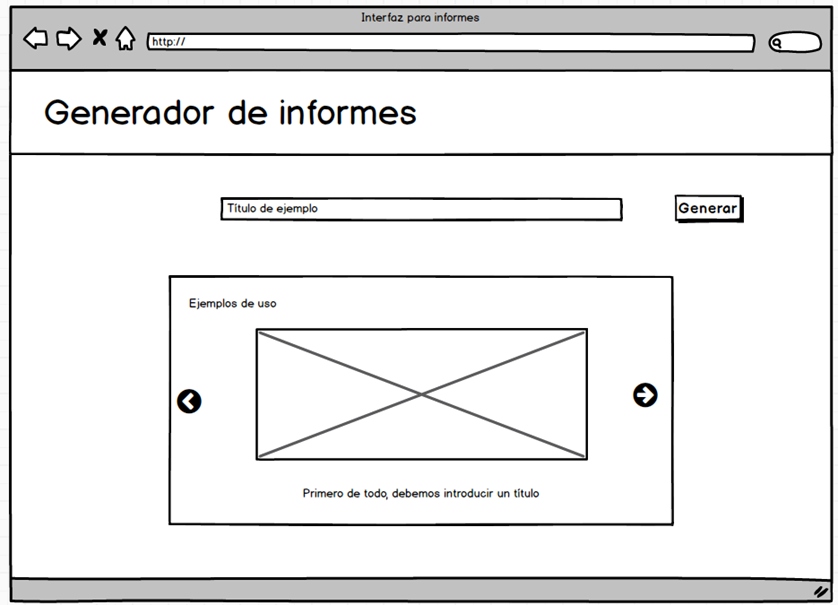 Interfaz para informes
http://
Generador de informes
Título de ejemplo
Generar
Ejemplos de uso
Primero de todo, debemos introducir un título